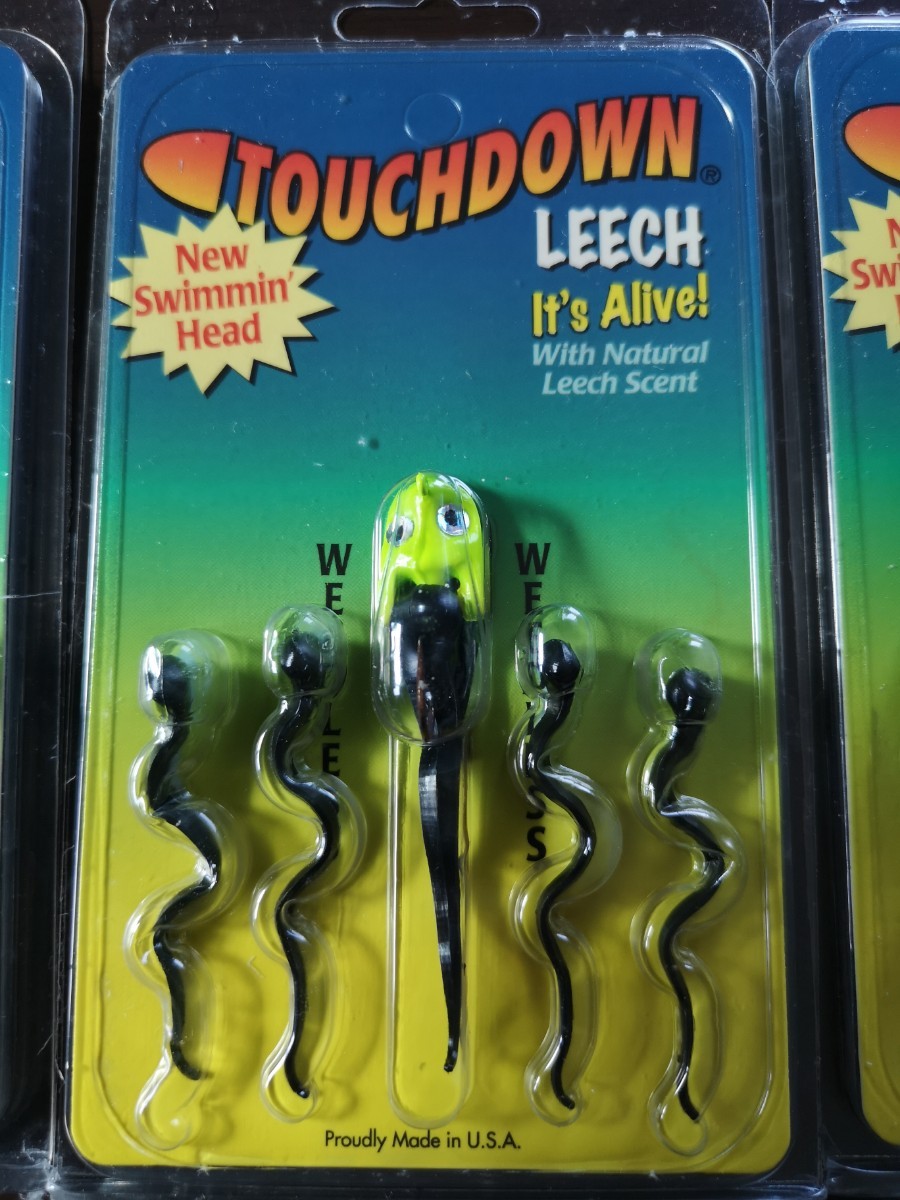 TOUCHDOWN®
LEECH
It's Alive!
With Natural
Leech Scent
New
Swimmin'
Head
Proudly Made in U.S.A.